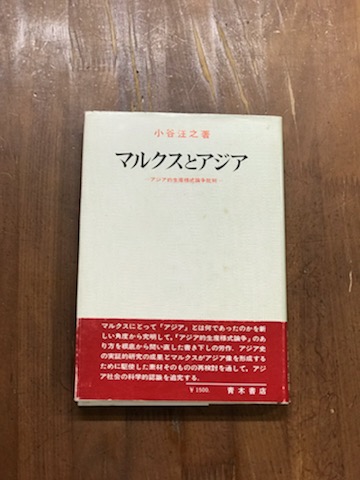 小谷汪之著
マルクスとアジア
—アジア的生産様式論争批判—
マルクスにとって「アジア」とは何であったのかを新
しい角度から究明して,「アジア的生産様式論争」のあ
り方を根底から問い直した書き下しの労作. アジア史
の実証的研究の成果とマルクスがアジア像を形成する
ために駆使した素材そのものの再検討を通して,アジ
ア社会の科学的認識を追究する.
¥1500. 青木書店